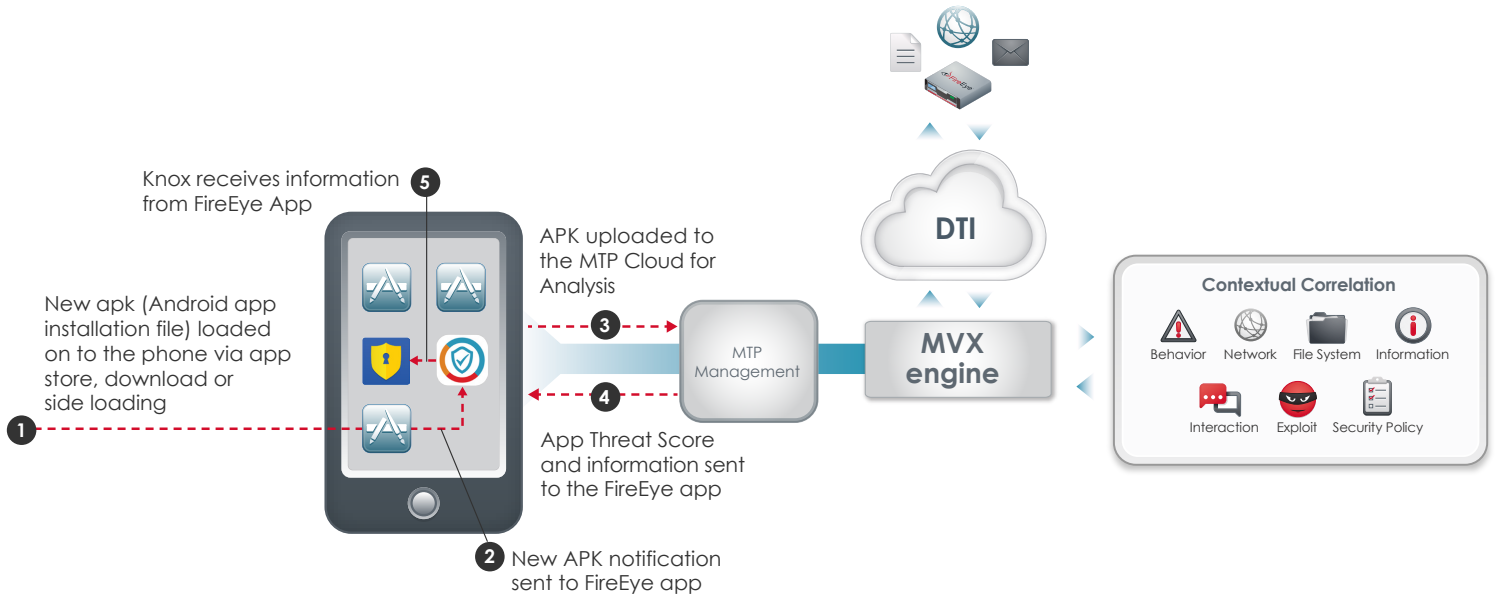 FireEye
DTI
Knox receives information
from FireEye App
5
APK uploaded to
the MTP Cloud for
Analysis
New apk (Android app
installation file) loaded
on to the phone via app
store, download or
side loading
1
3
MTP
Management
4
MVX
engine
Contextual Correlation
Behavior Network File System Information
Interaction Exploit Security Policy
App Threat Score
and information sent
to the FireEye app
2
New APK notification
sent to FireEye app